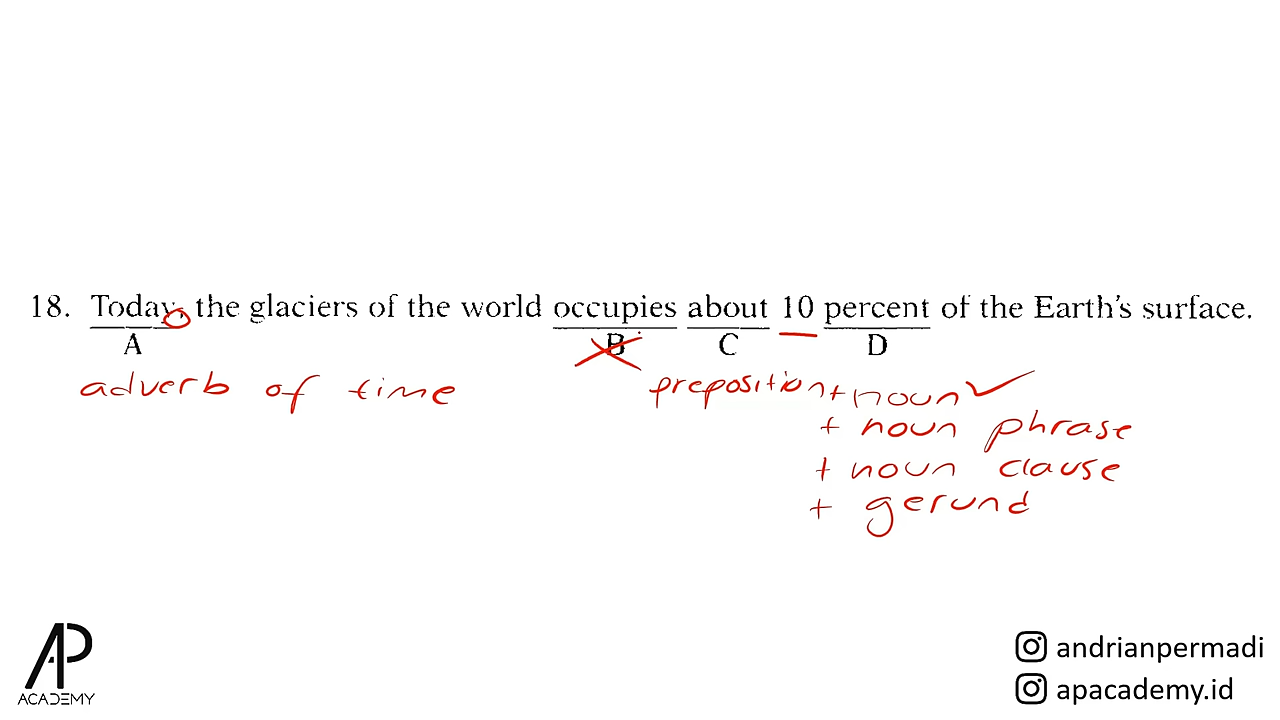 18. Today, the glaciers of the world occupies about 10 percent of the Earth's surface.
A B C D
adverb of time preposition + noun
+ noun phrase
+ noun clause
+ gerund
AP
ACADEMY
andrianpermadi
apacademy.id